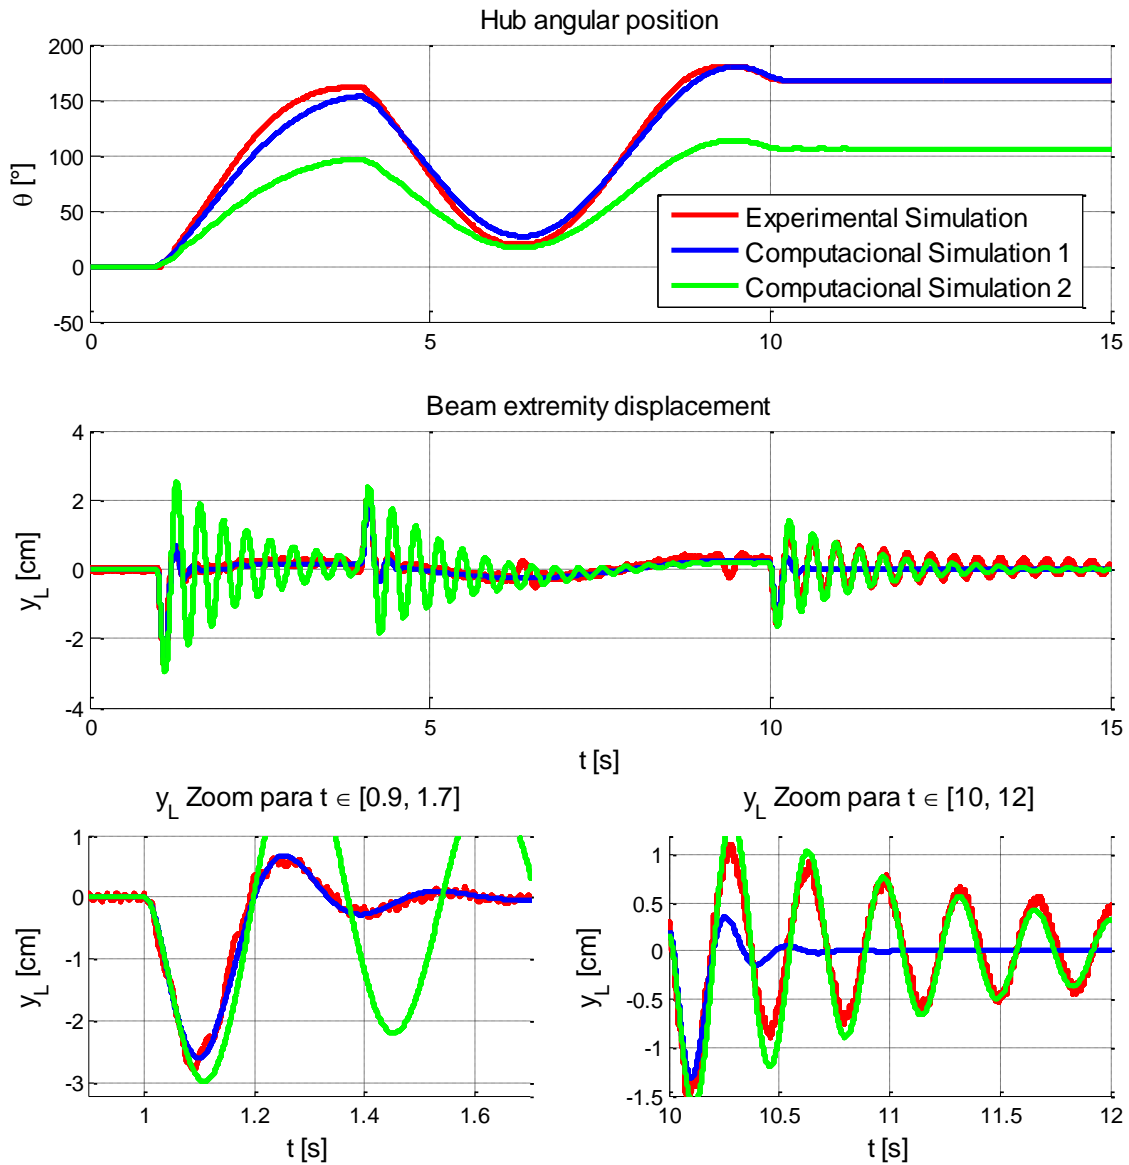 Hub angular position
200
150
100
50
0
-50
θ [°]
Experimental Simulation
Computacional Simulation 1
Computacional Simulation 2
0 5 10 15
Beam extremity displacement
4
2
0
-2
-4
y_L [cm]
0 5 10 15
t [s]
y_L Zoom para t ∈ [0.9, 1.7]
1
0
-1
-2
-3
y_L [cm]
1 1.2 1.4 1.6
t [s]
y_L Zoom para t ∈ [10, 12]
1
0.5
0
-0.5
-1
-1.5
y_L [cm]
10 10.5 11 11.5 12
t [s]